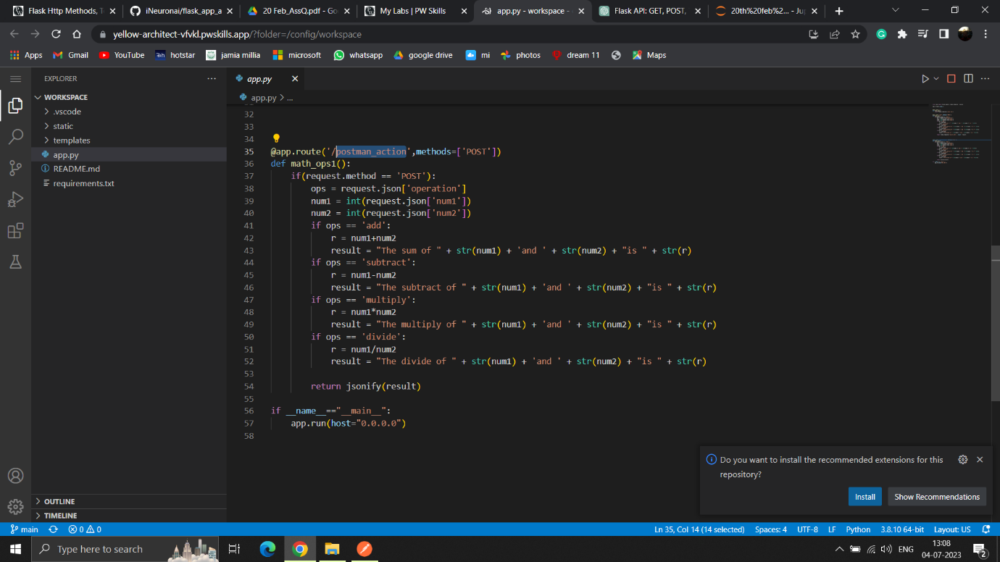 Flask Http Methods, T
iNeuronai/flask_app_a
20 Feb_AssQ.pdf - Go
My Labs | PW Skills
app.py - workspace -
Flask API: GET, POST,
20th%20feb%2... - Ju
yellow-architect-vfvkl.pwskills.app/?folder=/config/workspace
Apps Gmail YouTube hotstar jamia millia microsoft whatsapp google drive mi photos dream 11 Maps
EXPLORER
WORKSPACE
.vscode
static
templates
app.py
README.md
requirements.txt
OUTLINE
TIMELINE
app.py
app.py > ...
32
33
34
35 @app.route('/postman_action',methods=['POST'])
36 def math_ops1():
37 if(request.method == 'POST'):
38 ops = request.json['operation']
39 num1 = int(request.json['num1'])
40 num2 = int(request.json['num2'])
41 if ops == 'add':
42 r = num1+num2
43 result = "The sum of " + str(num1) + 'and ' + str(num2) + "is " + str(r)
44 if ops == 'subtract':
45 r = num1-num2
46 result = "The subtract of " + str(num1) + 'and ' + str(num2) + "is " + str(r)
47 if ops == 'multiply':
48 r = num1*num2
49 result = "The multiply of " + str(num1) + 'and ' + str(num2) + "is " + str(r)
50 if ops == 'divide':
51 r = num1/num2
52 result = "The divide of " + str(num1) + 'and ' + str(num2) + "is " + str(r)
53
54 return jsonify(result)
55
56 if __name__=="__main__":
57 app.run(host="0.0.0.0")
58
Do you want to install the recommended extensions for this
repository?
Install Show Recommendations
main 0 0 Ln 35, Col 14 (14 selected) Spaces: 4 UTF-8 LF Python 3.8.10 64-bit Layout: US
Type here to search
ENG
13:08
04-07-2023
2